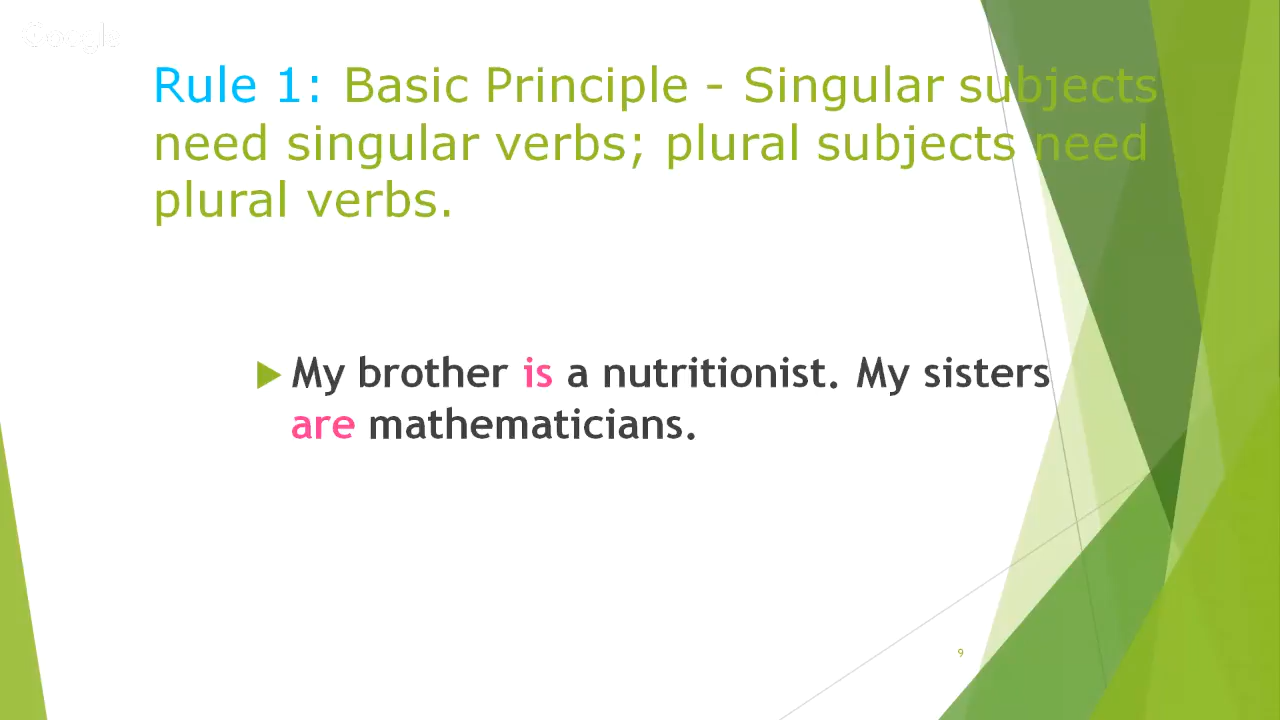 Google
Rule 1: Basic Principle - Singular subjects
need singular verbs; plural subjects need
plural verbs.
My brother is a nutritionist. My sisters
are mathematicians.
9